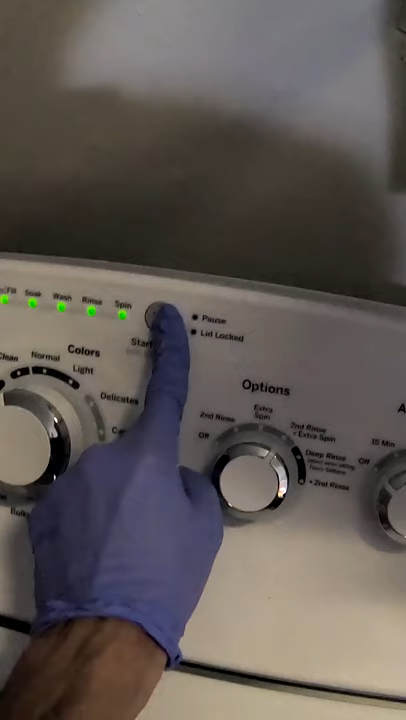 Fill
Soak
Wash
Rinse
Spin
Pause
Lid Locked
Start
Colors
Clean
Normal
Light
Delicates
Options
Off
2nd Rinse
Extra
Spin
2nd Rinse
+ Extra Spin
Deep Rinse
+ 2nd Rinse
15 Min
Off